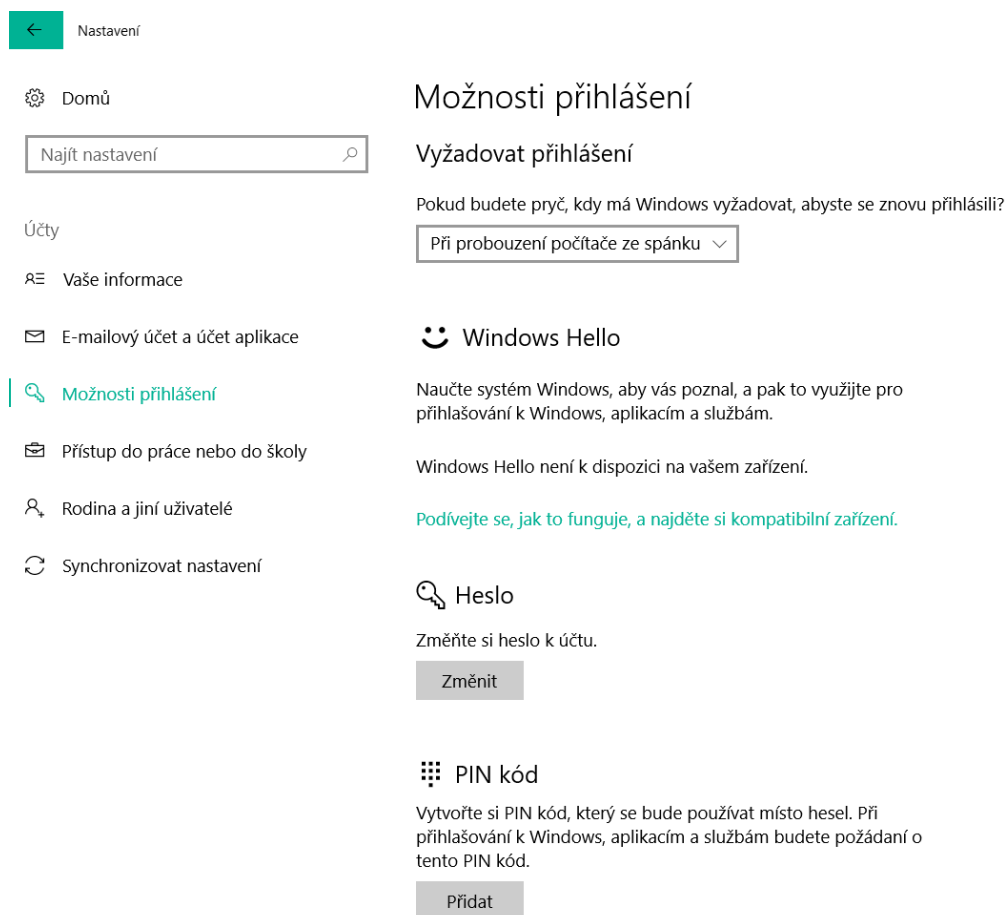 Nastavení
Domů
Najít nastavení
Účty
Vaše informace
E-mailový účet a účet aplikace
Možnosti přihlášení
Přístup do práce nebo do školy
Rodina a jiní uživatelé
Synchronizovat nastavení
Možnosti přihlášení
Vyžadovat přihlášení
Pokud budete pryč, kdy má Windows vyžadovat, abyste se znovu přihlásili?
Při probouzení počítače ze spánku
Windows Hello
Naučte systém Windows, aby vás poznal, a pak to využijte pro
přihlašování k Windows, aplikacím a službám.
Windows Hello není k dispozici na vašem zařízení.
Podívejte se, jak to funguje, a najděte si kompatibilní zařízení.
Heslo
Změňte si heslo k účtu.
Změnit
PIN kód
Vytvořte si PIN kód, který se bude používat místo hesel. Při
přihlašování k Windows, aplikacím a službám budete požádaní o
tento PIN kód.
Přidat